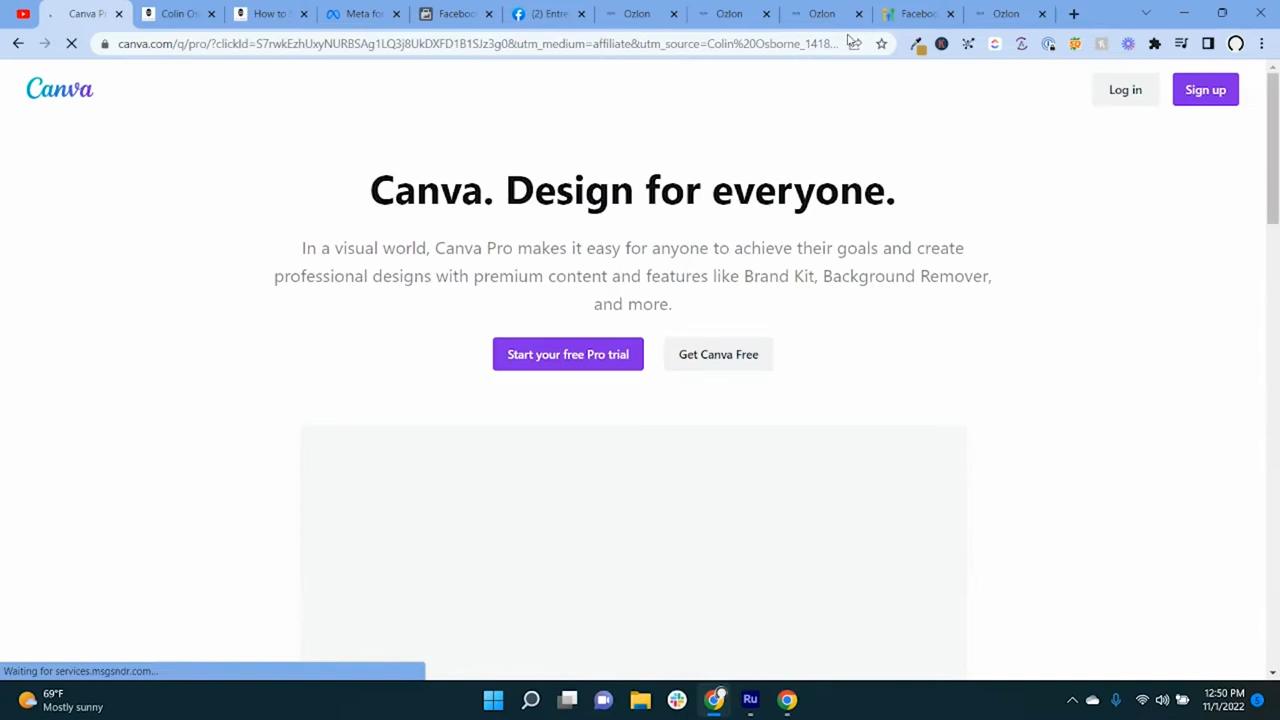 Canva P
Colin Os
How to S
Meta for
Faceboo
(2) Entre
Ozlon
Ozlon
Ozlon
Faceboo
Ozlon
canva.com/q/pro/?clickId=S7rwkEzhUxyNURBSAg1LQ3j8UkDXFD1B1SJz3g0&utm_medium=affiliate&utm_source=Colin%20Osborne_1418...
Canva
Log in
Sign up
Canva. Design for everyone.
In a visual world, Canva Pro makes it easy for anyone to achieve their goals and create
professional designs with premium content and features like Brand Kit, Background Remover,
and more.
Start your free Pro trial
Get Canva Free
Waiting for services.msgsndr.com...
69°F
Mostly sunny
Ru
12:50 PM
11/1/2022